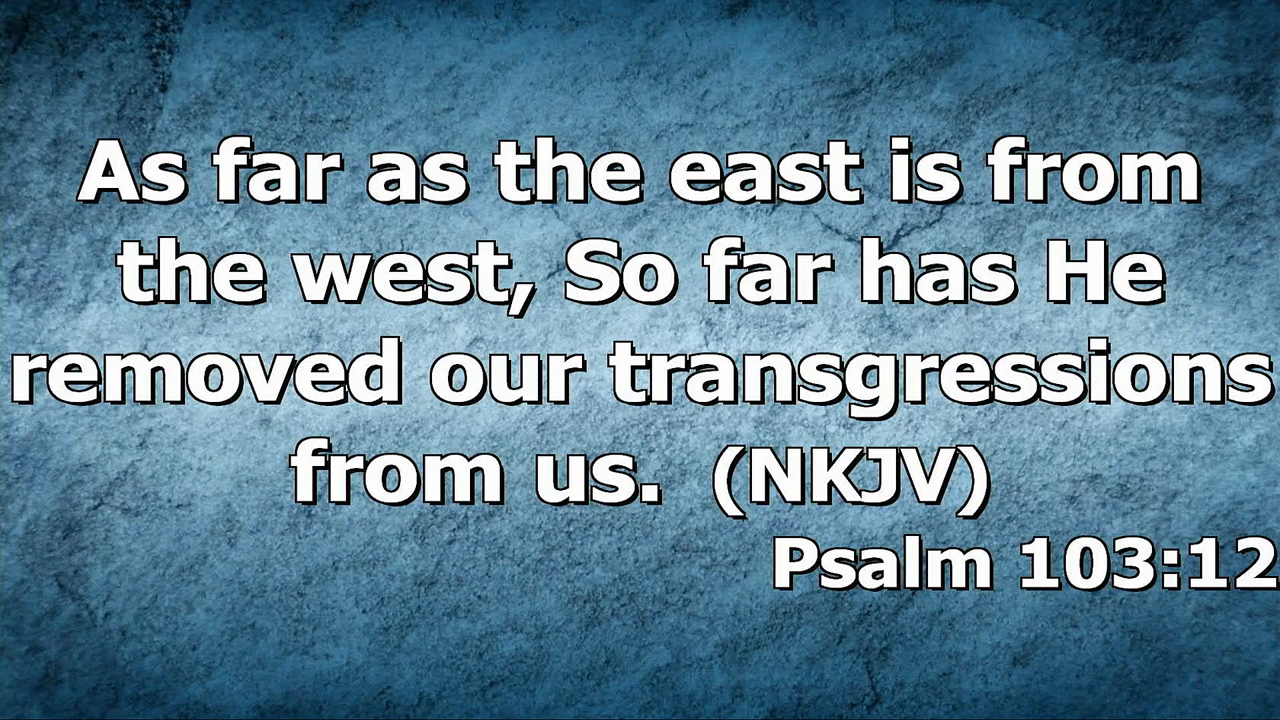 As far as the east is from
the west, So far has He
removed our transgressions
from us.  (NKJV)
Psalm 103:12